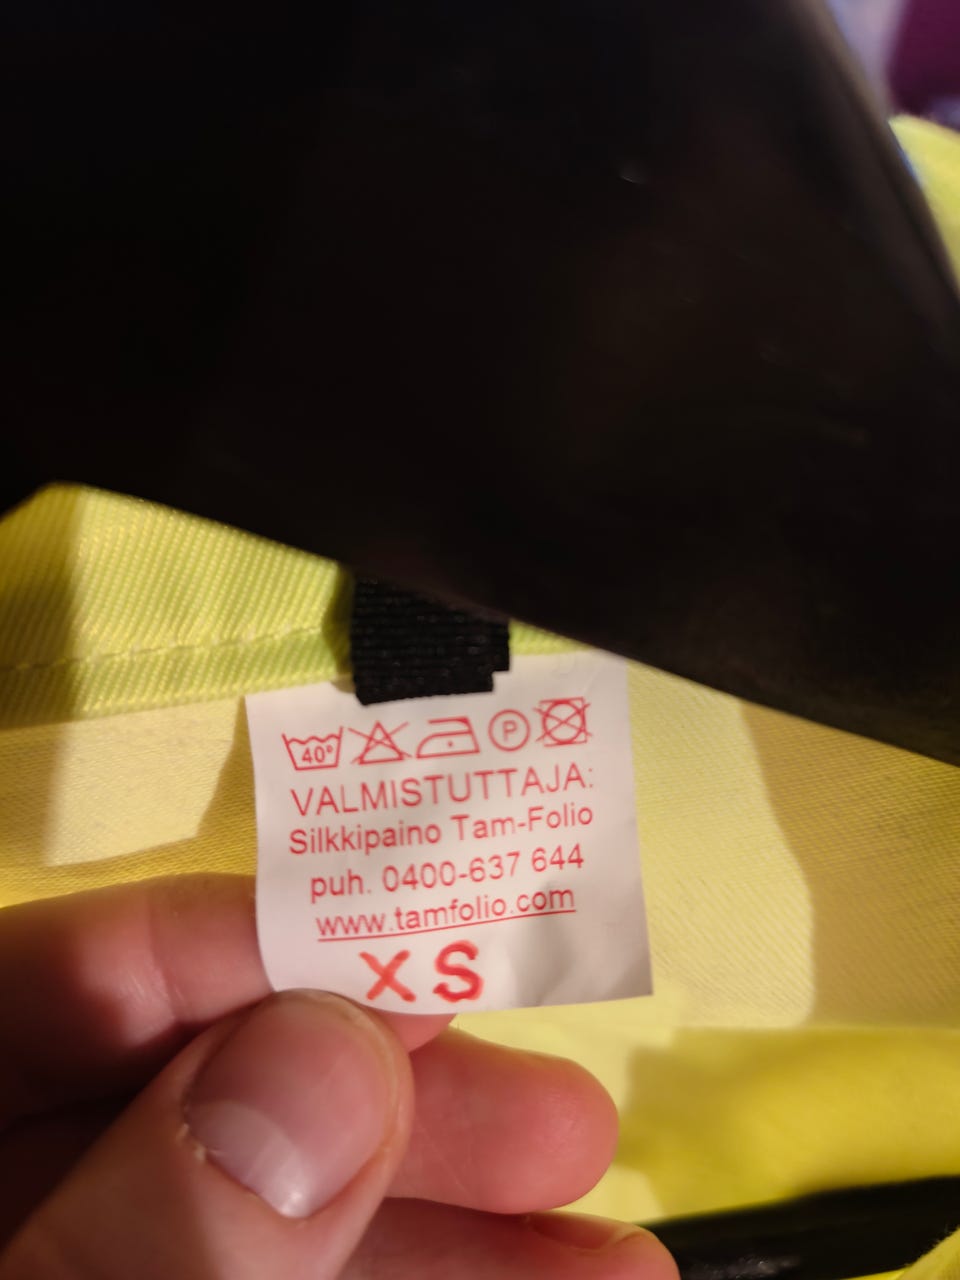 40° P
VALMISTUTTAJA:
Silkkipaino Tam-Folio
puh. 0400-637 644
www.tamfolio.com
XS